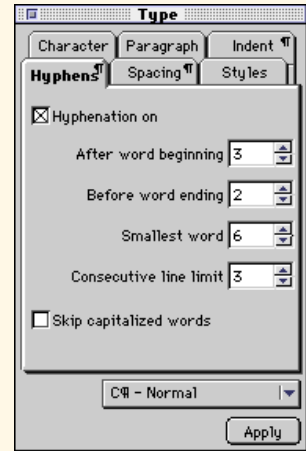 Type
Character Paragraph Indent ¶
Hyphens¶ Spacing¶ Styles
Hyphenation on
After word beginning 3
Before word ending 2
Smallest word 6
Consecutive line limit 3
Skip capitalized words
C¶ - Normal
Apply